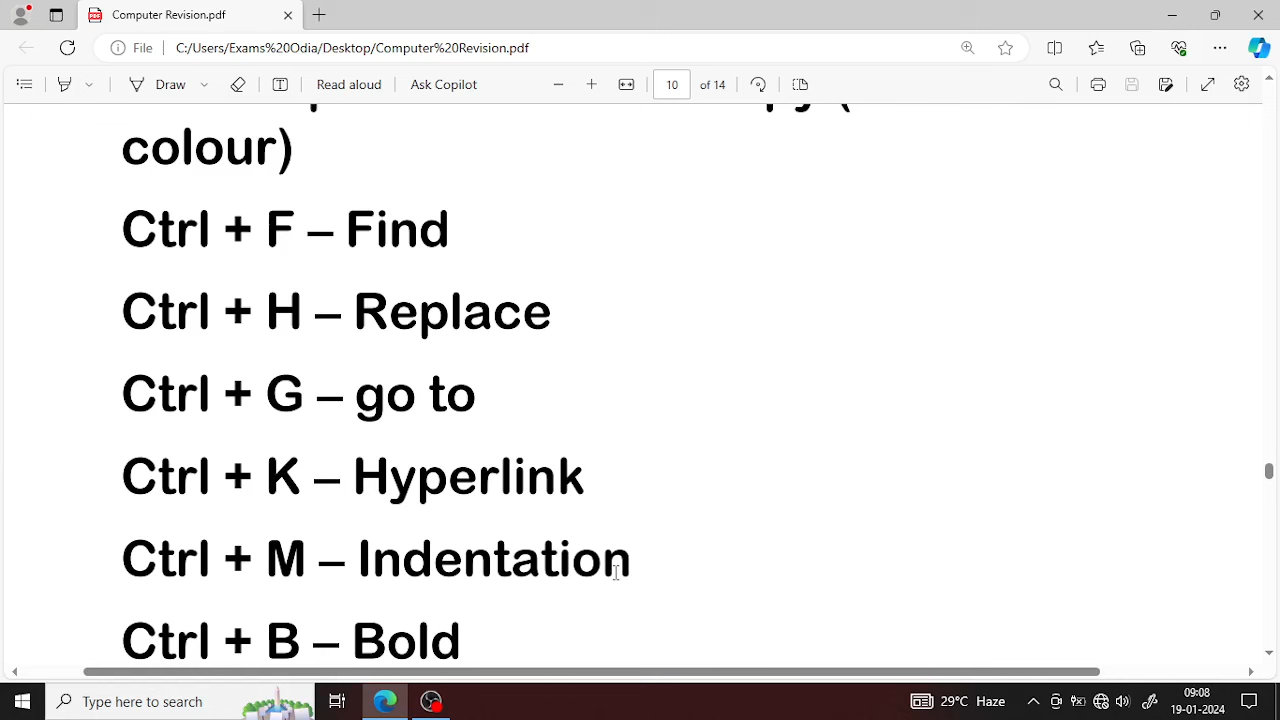 Computer Revision.pdf
File C:/Users/Exams%20Odia/Desktop/Computer%20Revision.pdf
Draw Read aloud Ask Copilot 10 of 14
colour)
Ctrl + F – Find
Ctrl + H – Replace
Ctrl + G – go to
Ctrl + K – Hyperlink
Ctrl + M – Indentation
Ctrl + B – Bold
Type here to search
29°C Haze
09:08
19-01-2024